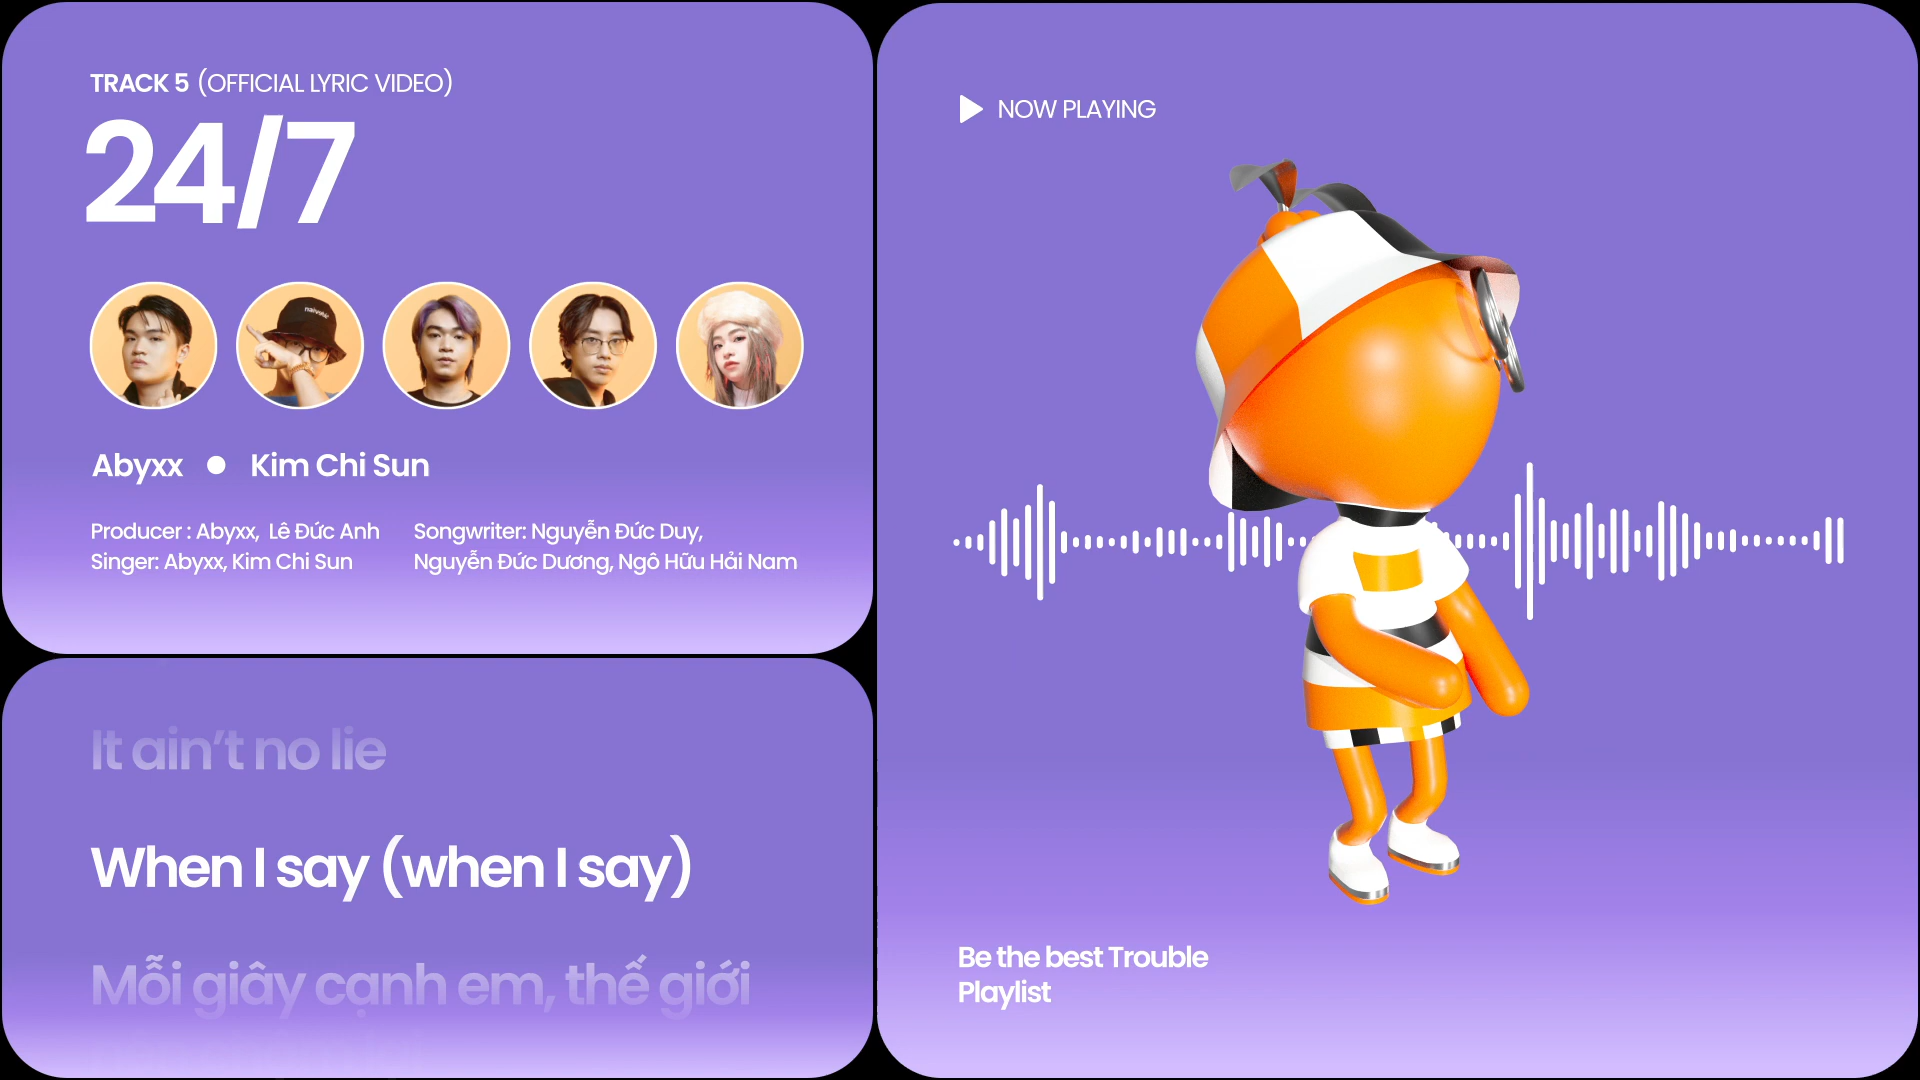 TRACK 5 (OFFICIAL LYRIC VIDEO)
24/7
Abyxx ● Kim Chi Sun
Producer : Abyxx, Lê Đức Anh
Singer: Abyxx, Kim Chi Sun
Songwriter: Nguyễn Đức Duy,
Nguyễn Đức Dương, Ngô Hữu Hải Nam
It ain't no lie
When I say (when I say)
Mỗi giây cạnh em, thế giới
NOW PLAYING
Be the best Trouble
Playlist